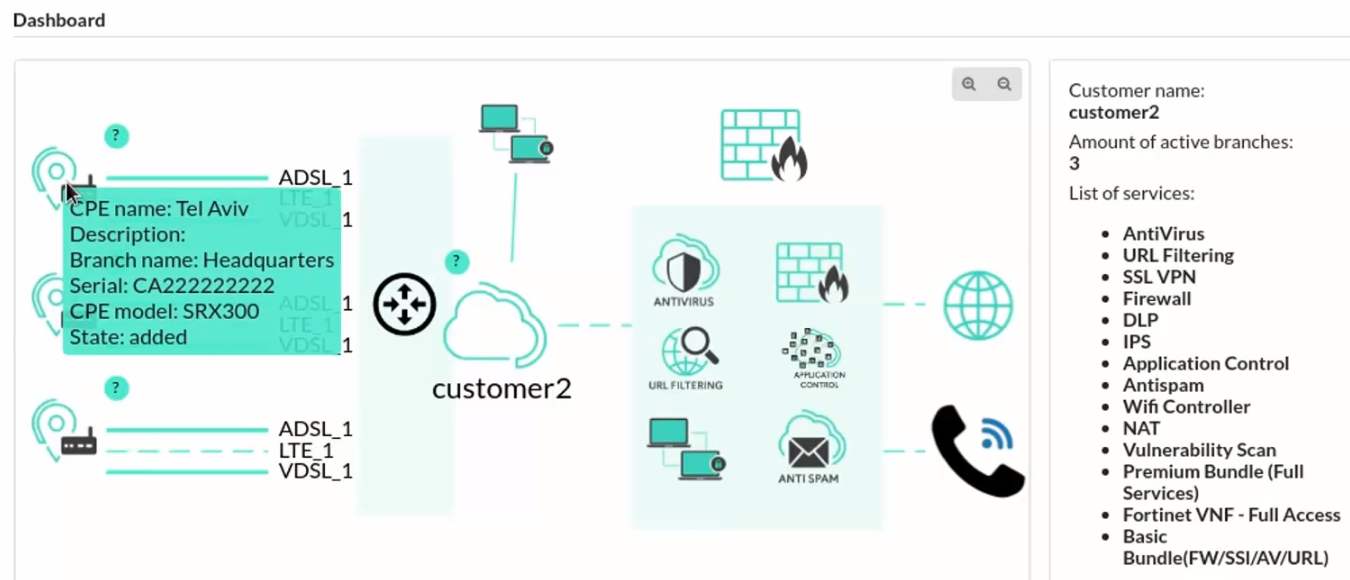 Dashboard
?
ADSL_1
LTE_1
VDSL_1
CPE name: Tel Aviv
Description:
Branch name: Headquarters
Serial: CA222222222
CPE model: SRX300
State: added
ADSL_1
LTE_1
VDSL_1
?
ADSL_1
LTE_1
VDSL_1
?
customer2
ANTIVIRUS
URL FILTERING
APPLICATION
CONTROL
ANTI SPAM
Customer name:
customer2
Amount of active branches:
3
List of services:
• AntiVirus
• URL Filtering
• SSL VPN
• Firewall
• DLP
• IPS
• Application Control
• Antispam
• Wifi Controller
• NAT
• Vulnerability Scan
• Premium Bundle (Full
Services)
• Fortinet VNF - Full Access
• Basic
Bundle(FW/SSl/AV/URL)